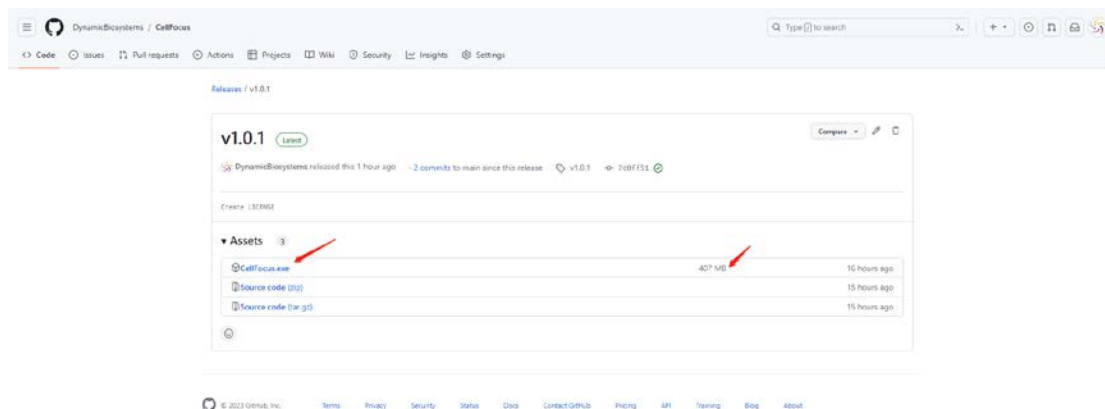 DynamicBiosystems / CellFocus
Type / to search
Code Issues Pull requests Actions Projects Wiki Security Insights Settings
Releases / v1.0.1
v1.0.1 Latest
Compare
DynamicBiosystems released this 1 hour ago · 2 commits to main since this release v1.0.1 7c0ff51
Create LICENSE
Assets 3
CellFocus.exe 407 MB 16 hours ago
Source code (zip) 15 hours ago
Source code (tar.gz) 15 hours ago
© 2023 GitHub, Inc. Terms Privacy Security Status Docs Contact GitHub Pricing API Training Blog About